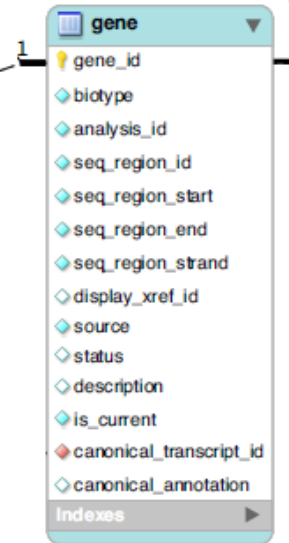 gene
1
gene_id
biotype
analysis_id
seq_region_id
seq_region_start
seq_region_end
seq_region_strand
display_xref_id
source
status
description
is_current
canonical_transcript_id
canonical_annotation
Indexes